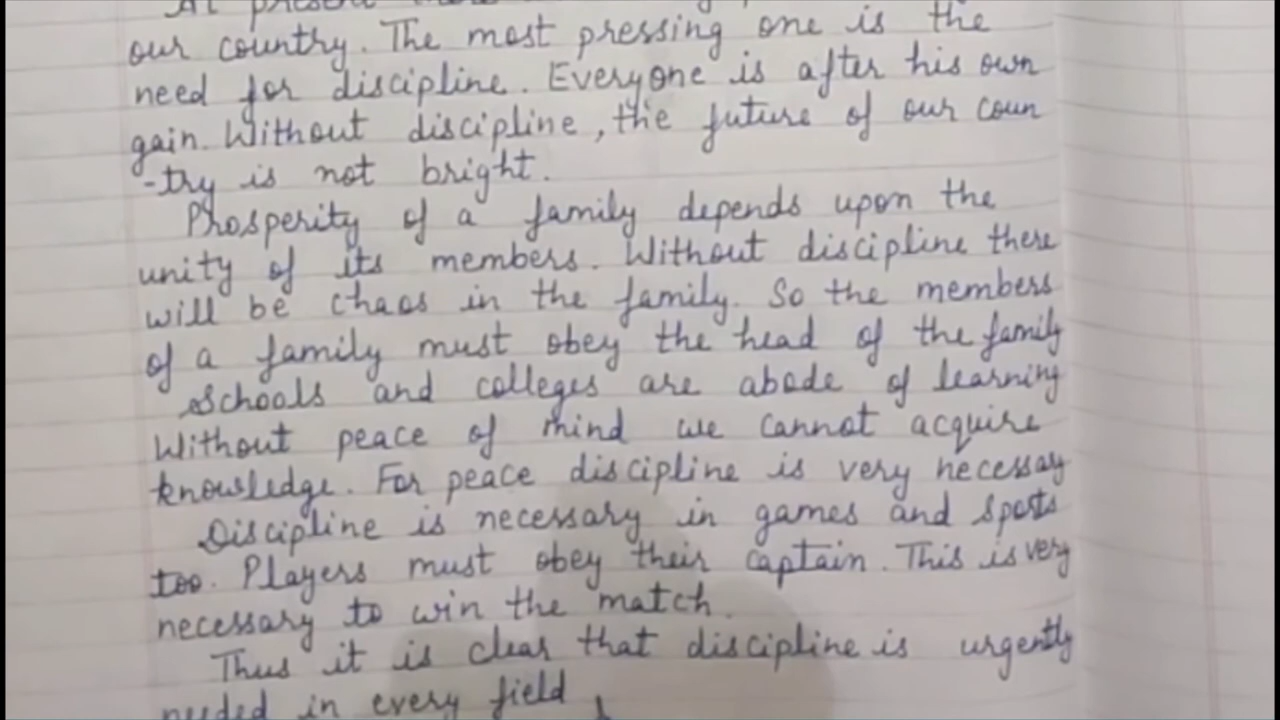 At present
our country. The most pressing one is the
need for discipline. Everyone is after his own
gain. Without discipline, the future of our coun
-try is not bright.
Prosperity of a family depends upon the
unity of its members. Without discipline there
will be chaos in the family. So the members
of a family must obey the head of the family
Schools and colleges are abode of learning
Without peace of mind we cannot acquire
knowledge. For peace discipline is very necessay
Discipline is necessary in games and sports
too. Players must obey their captain. This is very
necessary to win the match.
Thus it is clear that discipline is urgently
needed in every field